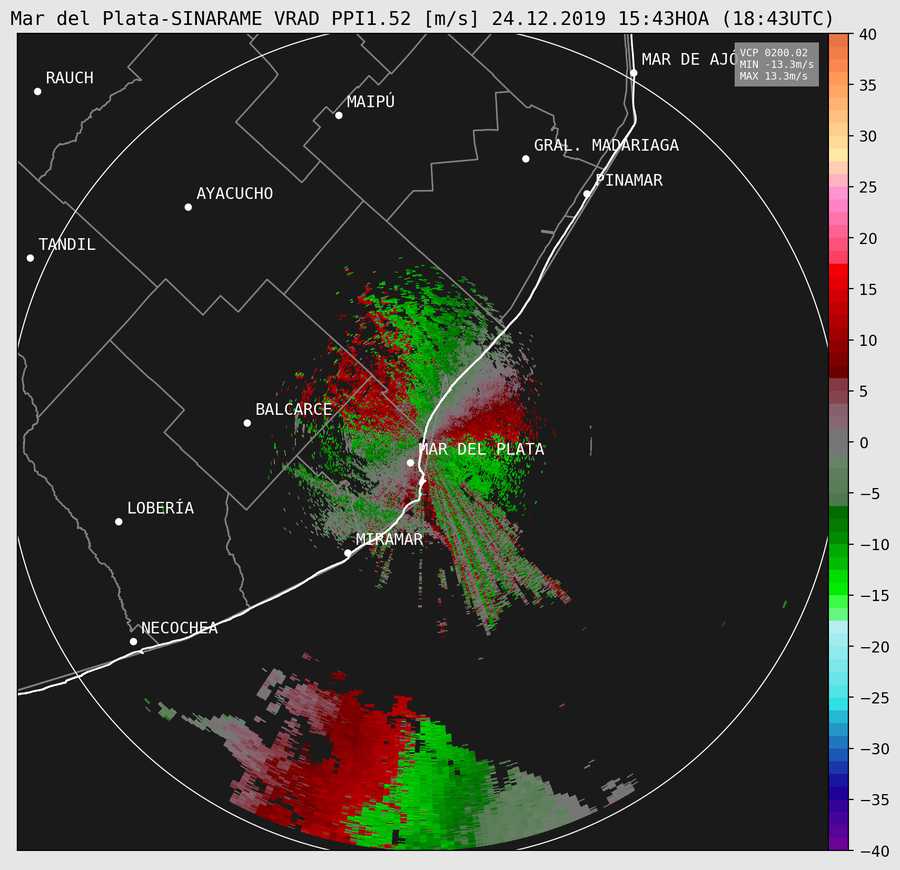 Mar del Plata-SINARAME VRAD PPI1.52 [m/s] 24.12.2019 15:43HOA (18:43UTC)
MAR DE AJÓ
VCP 0200.02
MIN -13.3m/s
MAX 13.3m/s
RAUCH
MAIPÚ
GRAL. MADARIAGA
PINAMAR
AYACUCHO
TANDIL
BALCARCE
MAR DEL PLATA
LOBERÍA
MIRAMAR
NECOCHEA
40
35
30
25
20
15
10
5
0
−5
−10
−15
−20
−25
−30
−35
−40